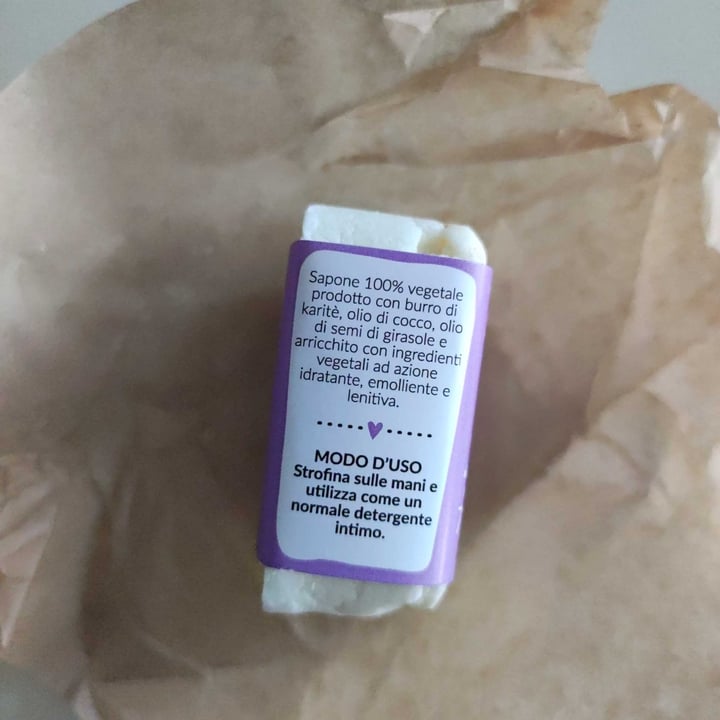 Sapone 100% vegetale
prodotto con burro di
karitè, olio di cocco, olio
di semi di girasole e
arricchito con ingredienti
vegetali ad azione
idratante, emolliente e
lenitiva.
MODO D'USO
Strofina sulle mani e
utilizza come un
normale detergente
intimo.